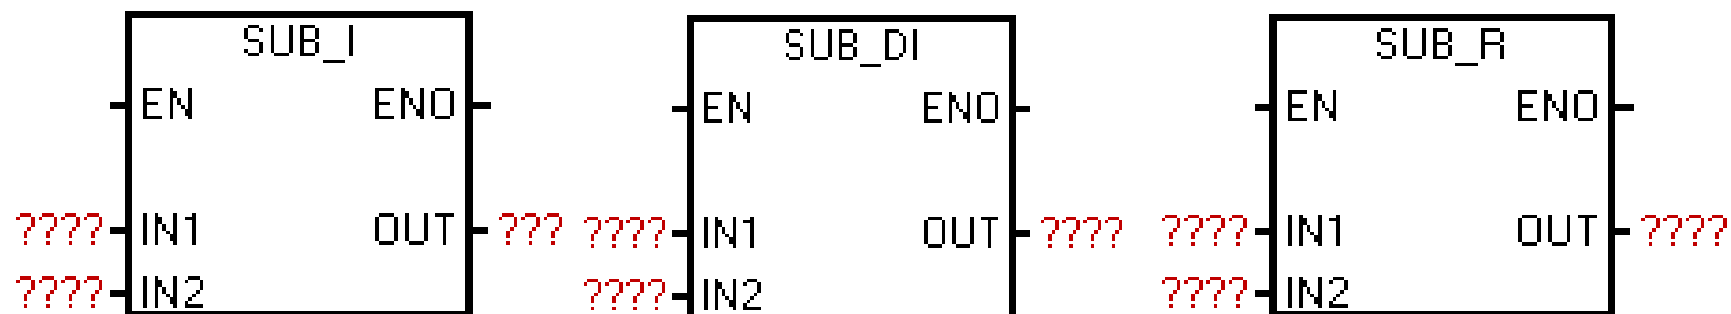 SUB_I
EN ENO
???? IN1 OUT ???
???? IN2
SUB_DI
EN ENO
???? IN1 OUT ????
???? IN2
SUB_R
EN ENO
???? IN1 OUT ????
???? IN2